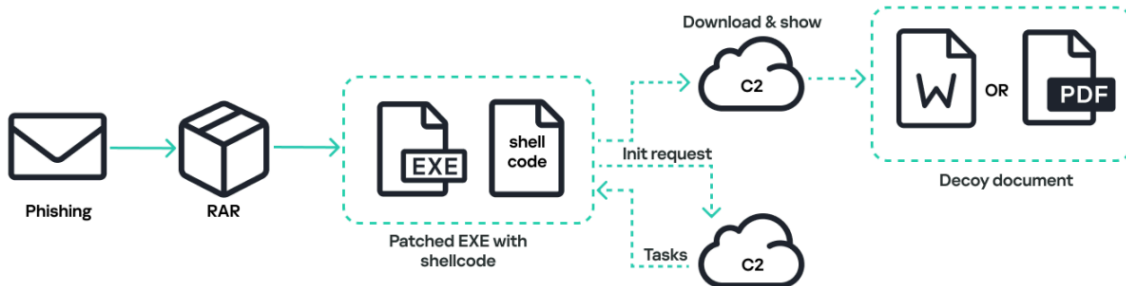 Download & show
C2
W
OR
PDF
Decoy document
EXE
shell
code
Init request
Phishing
RAR
Patched EXE with
shellcode
Tasks
C2